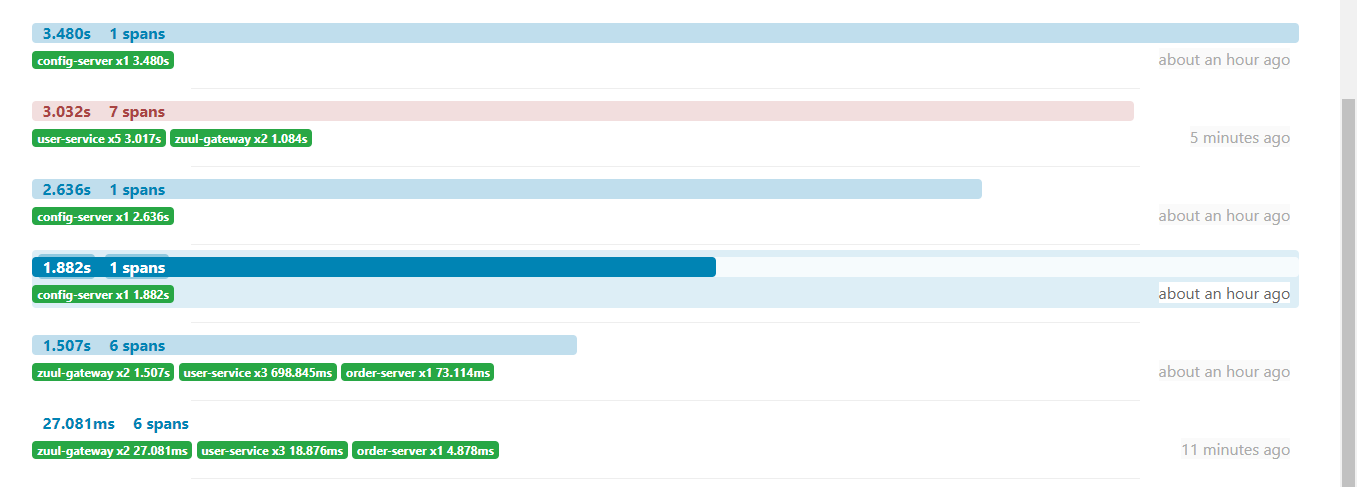 3.480s 1 spans
config-server x1 3.480s about an hour ago
3.032s 7 spans
user-service x5 3.017s zuul-gateway x2 1.084s 5 minutes ago
2.636s 1 spans
config-server x1 2.636s about an hour ago
1.882s 1 spans
config-server x1 1.882s about an hour ago
1.507s 6 spans
zuul-gateway x2 1.507s user-service x3 698.845ms order-server x1 73.114ms about an hour ago
27.081ms 6 spans
zuul-gateway x2 27.081ms user-service x3 18.876ms order-server x1 4.878ms 11 minutes ago